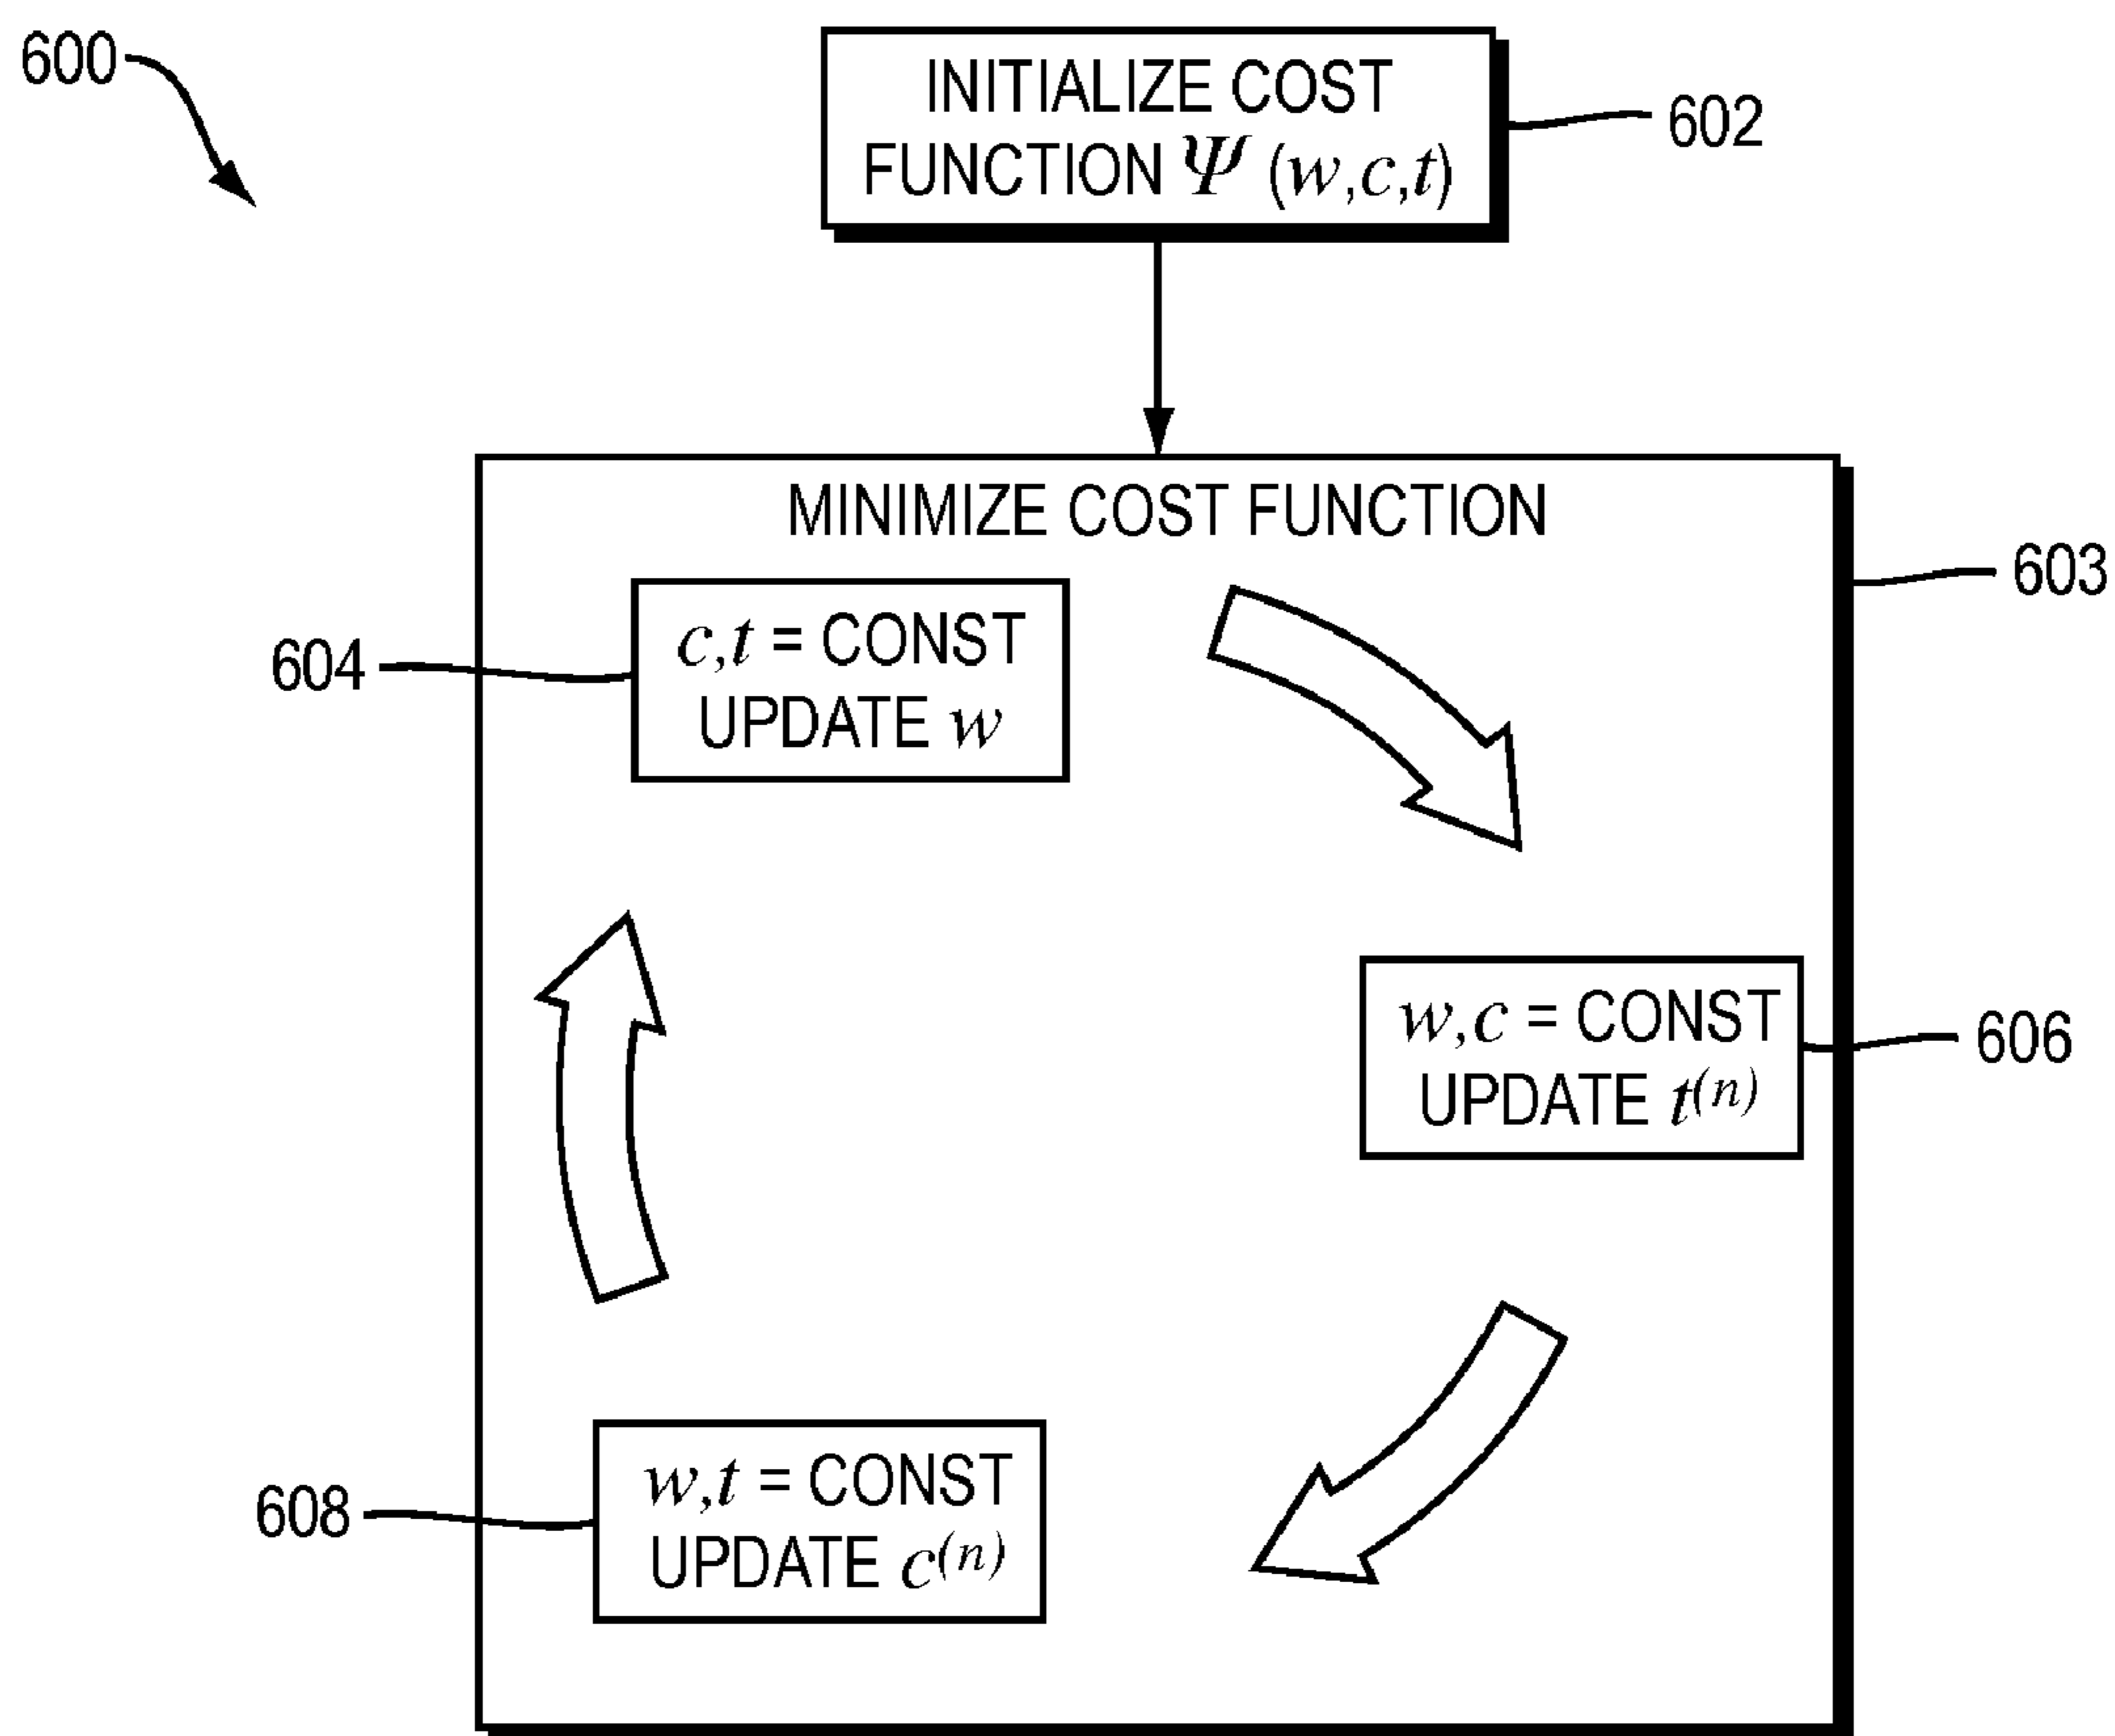 600
INITIALIZE COST
FUNCTION Ψ (w,c,t)
602
MINIMIZE COST FUNCTION
603
604
c,t = CONST
UPDATE w
w,c = CONST
UPDATE t(n)
606
608
w,t = CONST
UPDATE c(n)